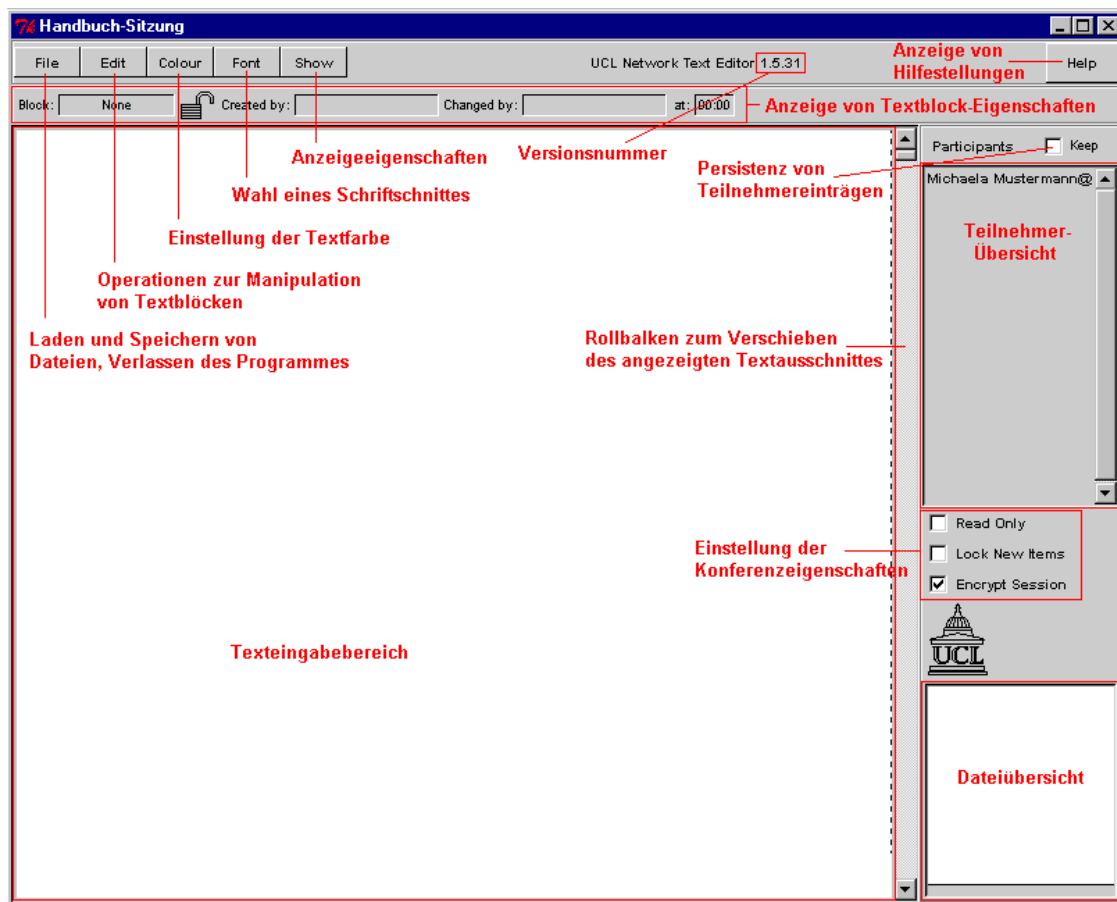 Handbuch-Sitzung
File Edit Colour Font Show UCL Network Text Editor 1.5.31 Anzeige von Hilfestellungen Help
Block: None Created by: Changed by: at: 00:00 Anzeige von Textblock-Eigenschaften
Anzeigeeigenschaften
Versionsnummer
Participants Keep
Persistenz von
Teilnehmereinträgen
Michaela Mustermann@
Wahl eines Schriftschnittes
Teilnehmer-
Übersicht
Einstellung der Textfarbe
Operationen zur Manipulation
von Textblöcken
Laden und Speichern von
Dateien, Verlassen des Programmes
Rollbalken zum Verschieben
des angezeigten Textausschnittes
Read Only
Einstellung der
Konferenzeigenschaften
Lock New Items
Encrypt Session
UCL
Texteingabebereich
Dateiübersicht